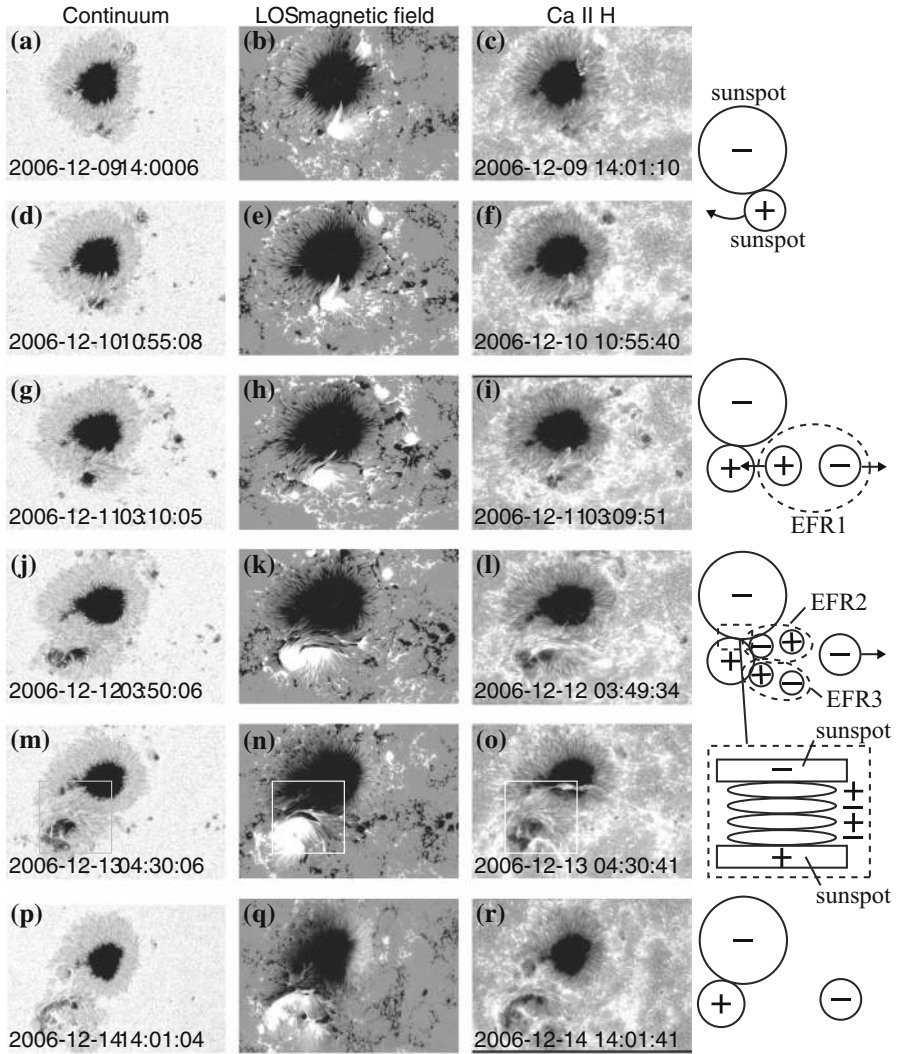 Continuum LOSmagnetic field Ca II H
(a) (b) (c)
2006-12-0914:00:06 2006-12-09 14:01:10
sunspot
−
+
sunspot
(d) (e) (f)
2006-12-1010:55:08 2006-12-10 10:55:40
(g) (h) (i)
2006-12-1103:10:05 2006-12-1103:09:51
−
+ + −
EFR1
(j) (k) (l)
2006-12-1203:50:06 2006-12-12 03:49:34
−
EFR2
− +
+ −
+ −
EFR3
(m) (n) (o)
2006-12-1304:30:06 2006-12-13 04:30:41
sunspot
−
+
−
+
−
+
sunspot
(p) (q) (r)
2006-12-1414:01:04 2006-12-14 14:01:41
−
+ −